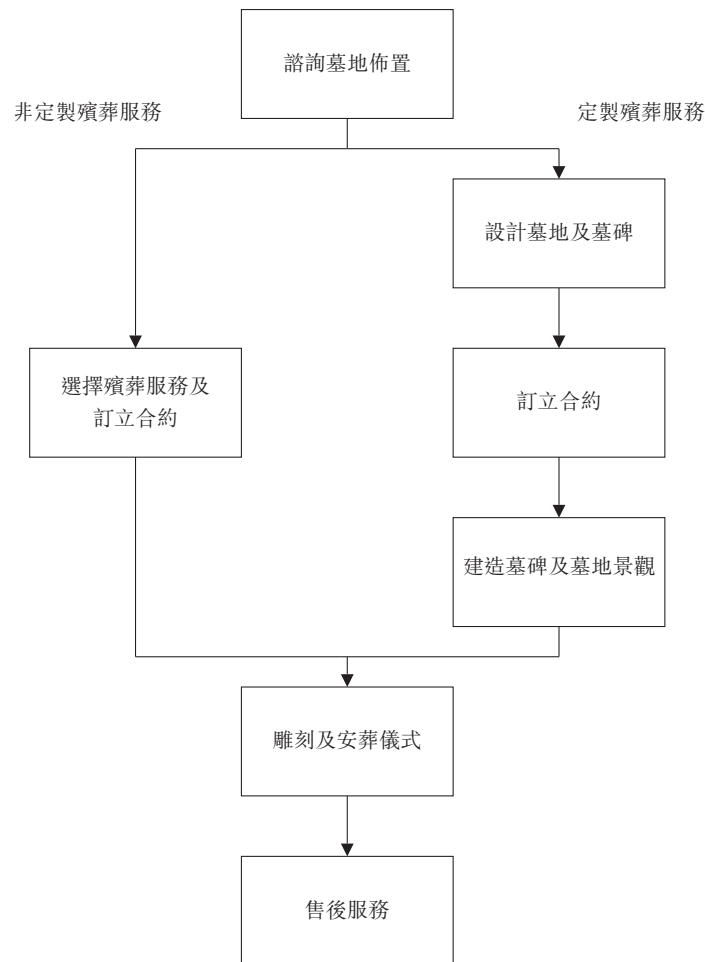 諮詢墓地佈置
非定製殯葬服務
定製殯葬服務
設計墓地及墓碑
選擇殯葬服務及
訂立合約
訂立合約
建造墓碑及墓地景觀
雕刻及安葬儀式
售後服務